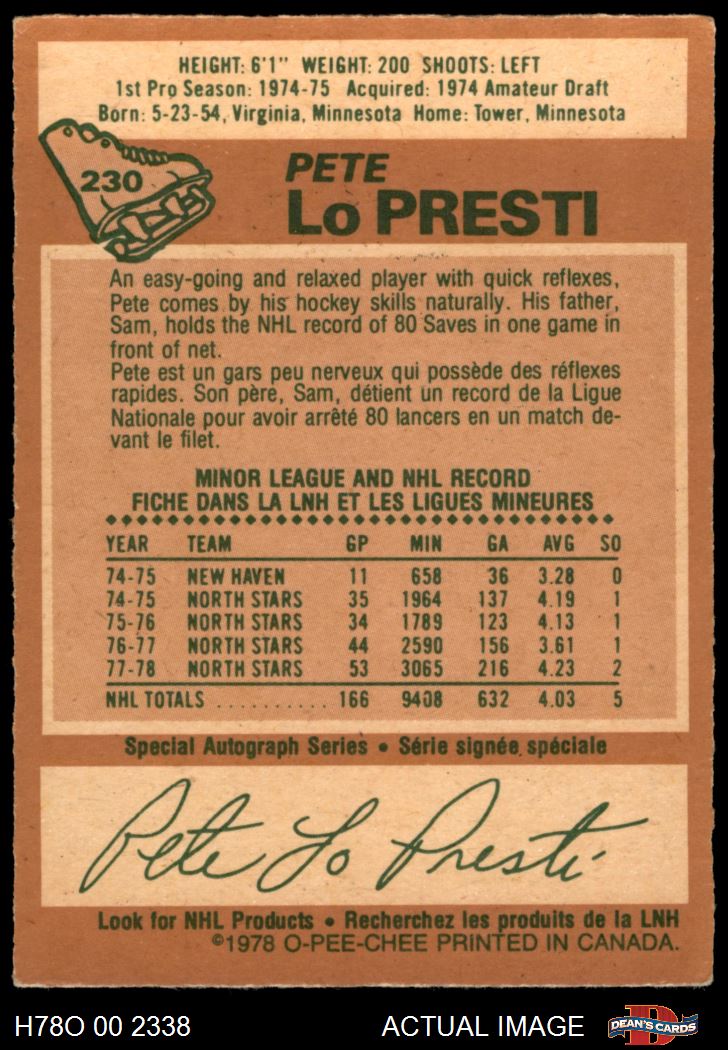 HEIGHT: 6'1" WEIGHT: 200 SHOOTS: LEFT
1st Pro Season: 1974-75 Acquired: 1974 Amateur Draft
Born: 5-23-54, Virginia, Minnesota Home: Tower, Minnesota
230
PETE
Lo PRESTI
An easy-going and relaxed player with quick reflexes,
Pete comes by his hockey skills naturally. His father,
Sam, holds the NHL record of 80 Saves in one game in
front of net.
Pete est un gars peu nerveux qui possède des réflexes
rapides. Son père, Sam, détient un record de la Ligue
Nationale pour avoir arrêté 80 lancers en un match de-
vant le filet.
MINOR LEAGUE AND NHL RECORD
FICHE DANS LA LNH ET LES LIGUES MINEURES
YEAR TEAM GP MIN GA AVG SO
74-75 NEW HAVEN 11 658 36 3.28 0
74-75 NORTH STARS 35 1964 137 4.19 1
75-76 NORTH STARS 34 1789 123 4.13 1
76-77 NORTH STARS 44 2590 156 3.61 1
77-78 NORTH STARS 53 3065 216 4.23 2
NHL TOTALS .......... 166 9408 632 4.03 5
Special Autograph Series • Série signée spéciale
Pete Lo Presti
Look for NHL Products • Recherchez les produits de la LNH
©1978 O-PEE-CHEE PRINTED IN CANADA.
H78O 00 2338 ACTUAL IMAGE D DEAN'S CARDS